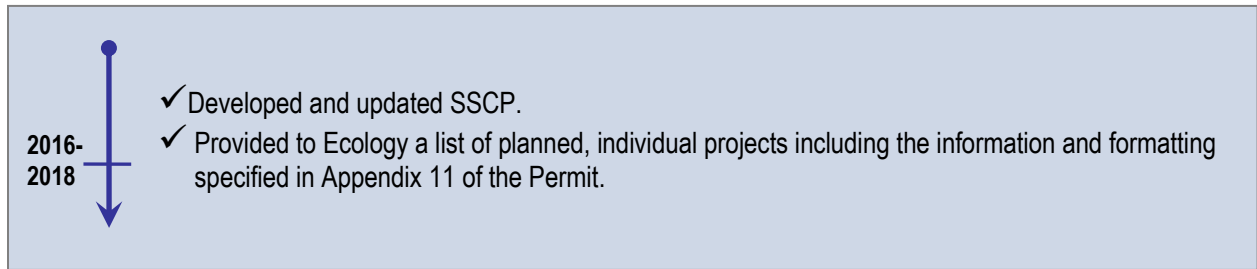 ✓Developed and updated SSCP.
✓ Provided to Ecology a list of planned, individual projects including the information and formatting
specified in Appendix 11 of the Permit.
2016-
2018